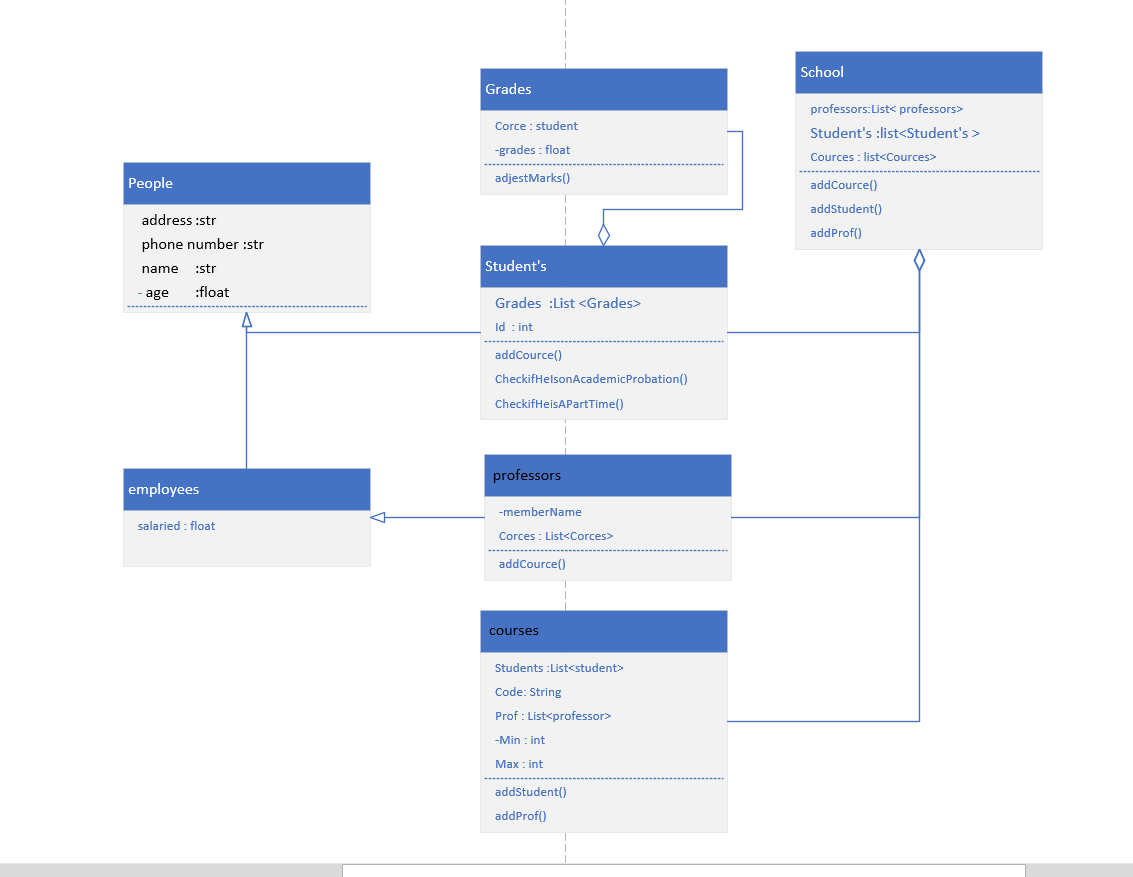 Grades
Corce : student
-grades : float
adjestMarks()
School
professors:List< professors>
Student's :list<Student's >
Cources : list<Cources>
addCource()
addStudent()
addProf()
People
address :str
phone number :str
name :str
- age :float
Student's
Grades :List <Grades>
Id : int
addCource()
CheckifHeIsonAcademicProbation()
CheckifHeisAPartTime()
employees
salaried : float
professors
-memberName
Corces : List<Corces>
addCource()
courses
Students :List<student>
Code: String
Prof : List<professor>
-Min : int
Max : int
addStudent()
addProf()